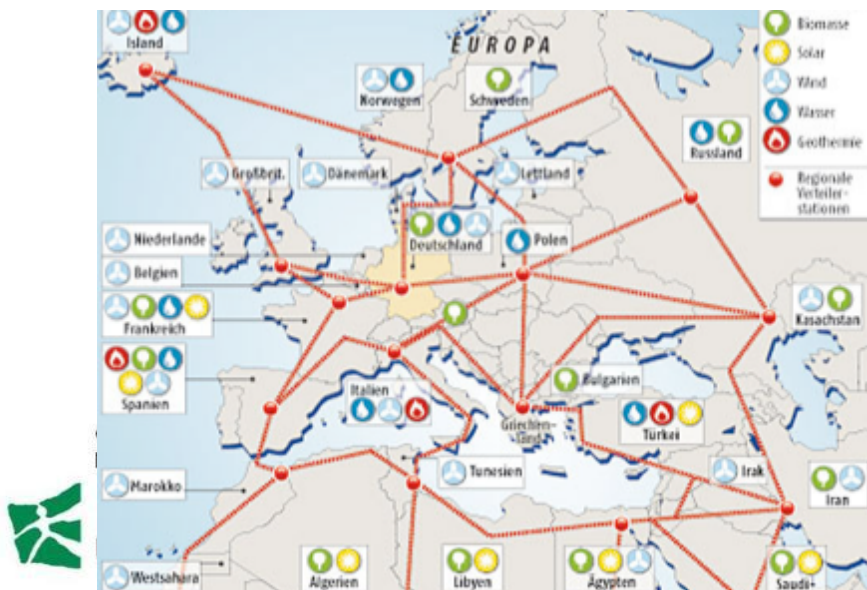 Island
EUROPA
Biomasse
Solar
Wind
Wasser
Geothermie
Regionale
Verteiler-
stationen
Norwegen
Schweden
Russland
Großbrit.
Dänemark
Lettland
Niederlande
Deutschland
Polen
Belgien
Frankreich
Kasachstan
Spanien
Italien
Bulgarien
Griechen-
land
Türkei
Marokko
Tunesien
Irak
Iran
Westsahara
Algerien
Libyen
Ägypten
Saudi-